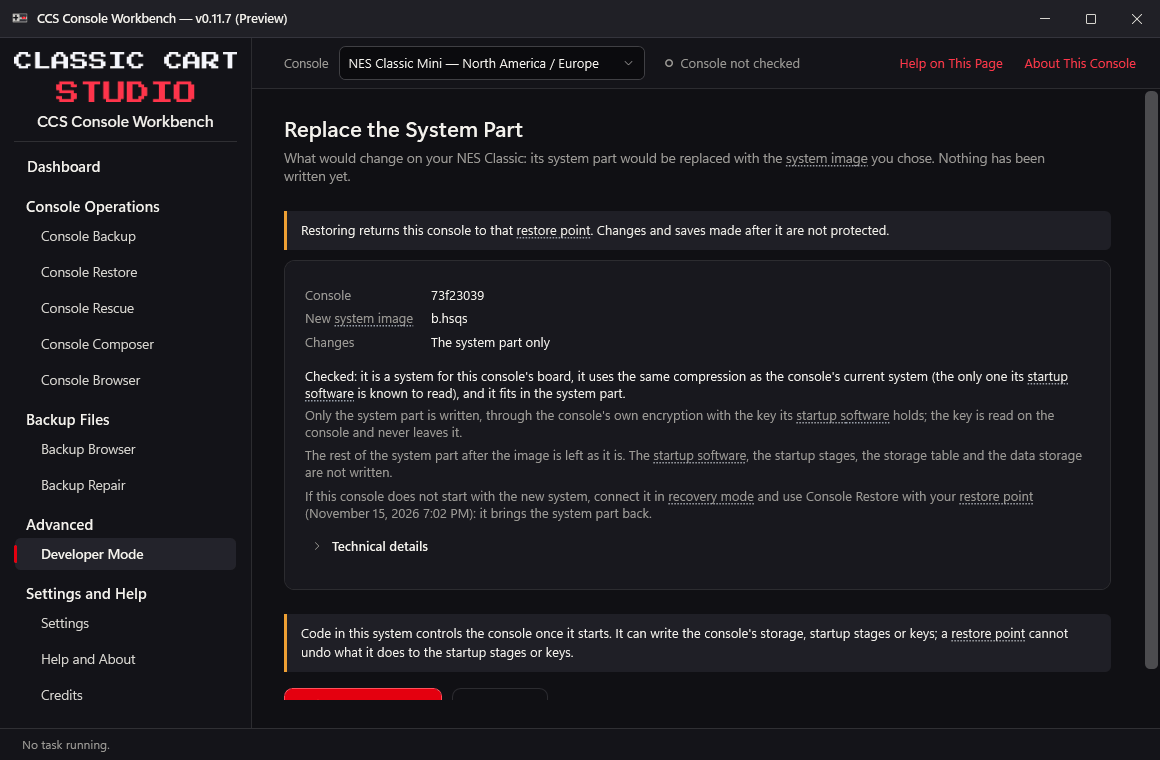 CCS Console Workbench — v0.11.7 (Preview)
CLASSIC CART
STUDIO
CCS Console Workbench
Dashboard
Console Operations
Console Backup
Console Restore
Console Rescue
Console Composer
Console Browser
Backup Files
Backup Browser
Backup Repair
Advanced
Developer Mode
Settings and Help
Settings
Help and About
Credits
Console
NES Classic Mini — North America / Europe
Console not checked
Help on This Page
About This Console
Replace the System Part
What would change on your NES Classic: its system part would be replaced with the system image you chose. Nothing has been
written yet.
Restoring returns this console to that restore point. Changes and saves made after it are not protected.
Console 73f23039
New system image b.hsqs
Changes The system part only
Checked: it is a system for this console's board, it uses the same compression as the console's current system (the only one its startup
software is known to read), and it fits in the system part.
Only the system part is written, through the console's own encryption with the key its startup software holds; the key is read on the
console and never leaves it.
The rest of the system part after the image is left as it is. The startup software, the startup stages, the storage table and the data storage
are not written.
If this console does not start with the new system, connect it in recovery mode and use Console Restore with your restore point
(November 15, 2026 7:02 PM): it brings the system part back.
Technical details
Code in this system controls the console once it starts. It can write the console's storage, startup stages or keys; a restore point cannot
undo what it does to the startup stages or keys.
No task running.